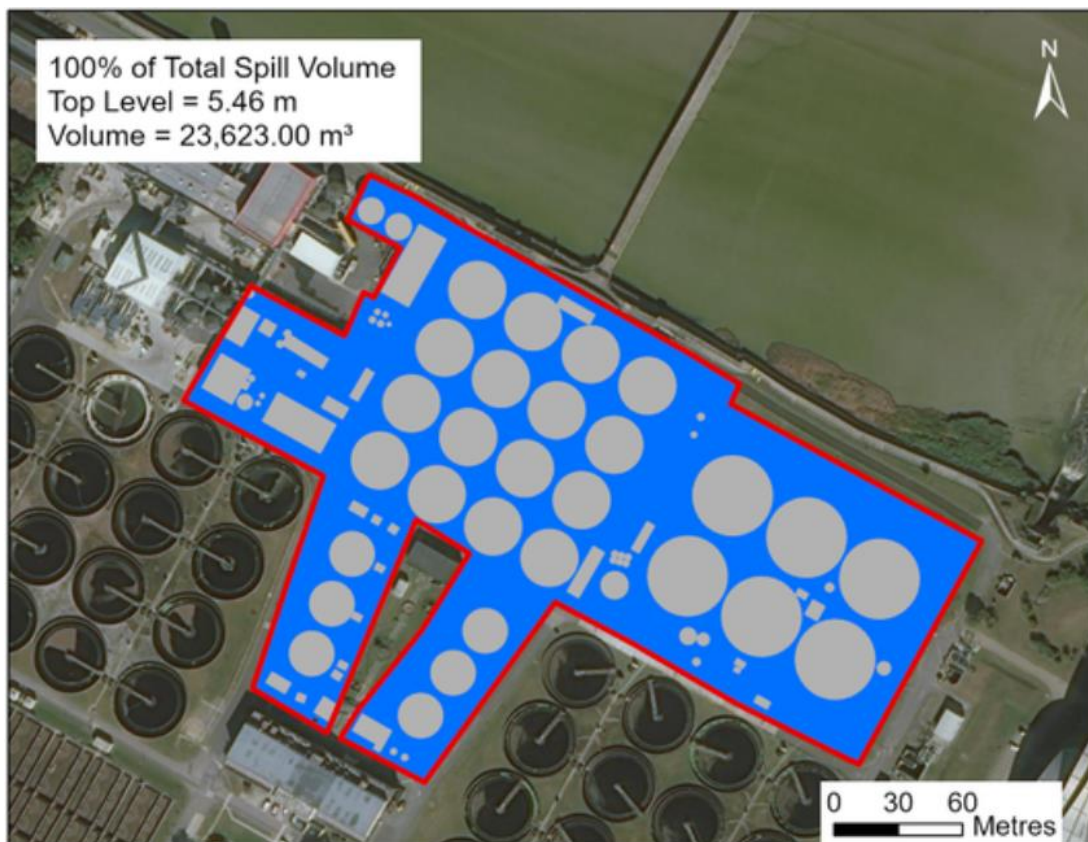 100% of Total Spill Volume
Top Level = 5.46 m
Volume = 23,623.00 m³
N
0 30 60
Metres